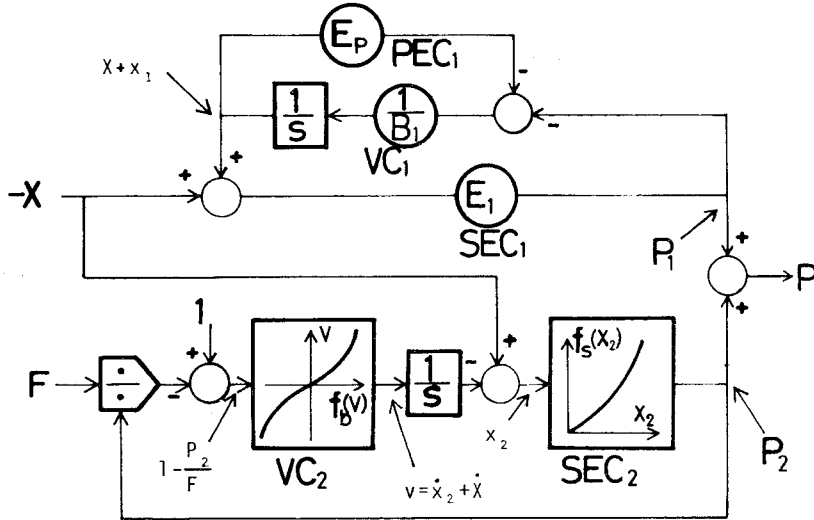 E_P
PEC_1
X + x_1
1/s
1/B_1
VC_1
-
-
+
+
-X
E_1
SEC_1
P_1
+
+
P
1
+
-
F
÷
V
f_b(V)
VC_2
1/s
-
+
x_2
f_s(X_2)
X_2
SEC_2
P_2
1 - P_2/F
v = ẋ_2 + Ẋ